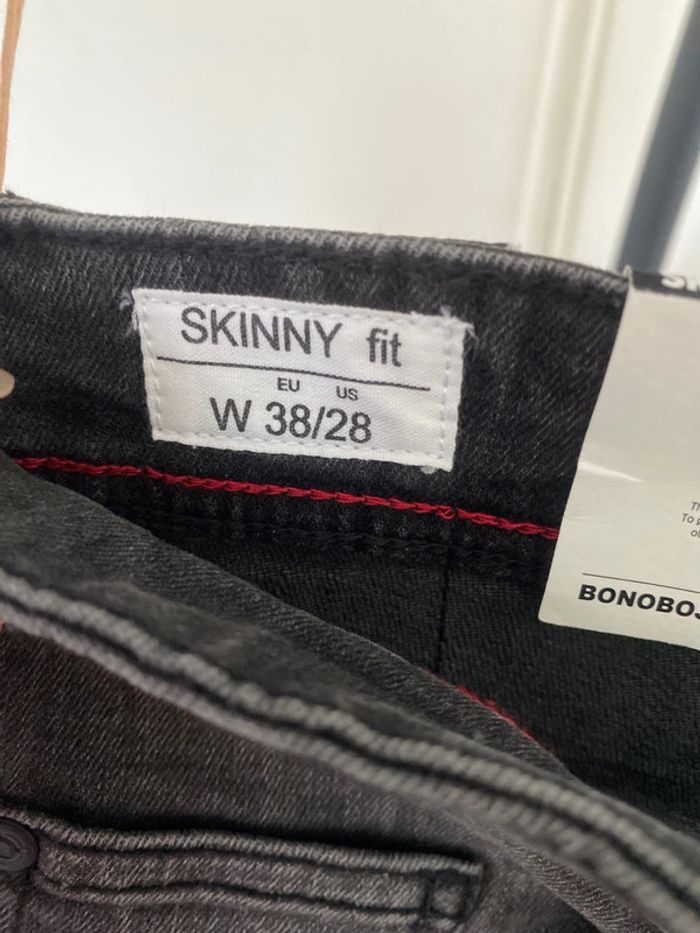 SKINNY fit
EU US
W 38/28
BONOBO